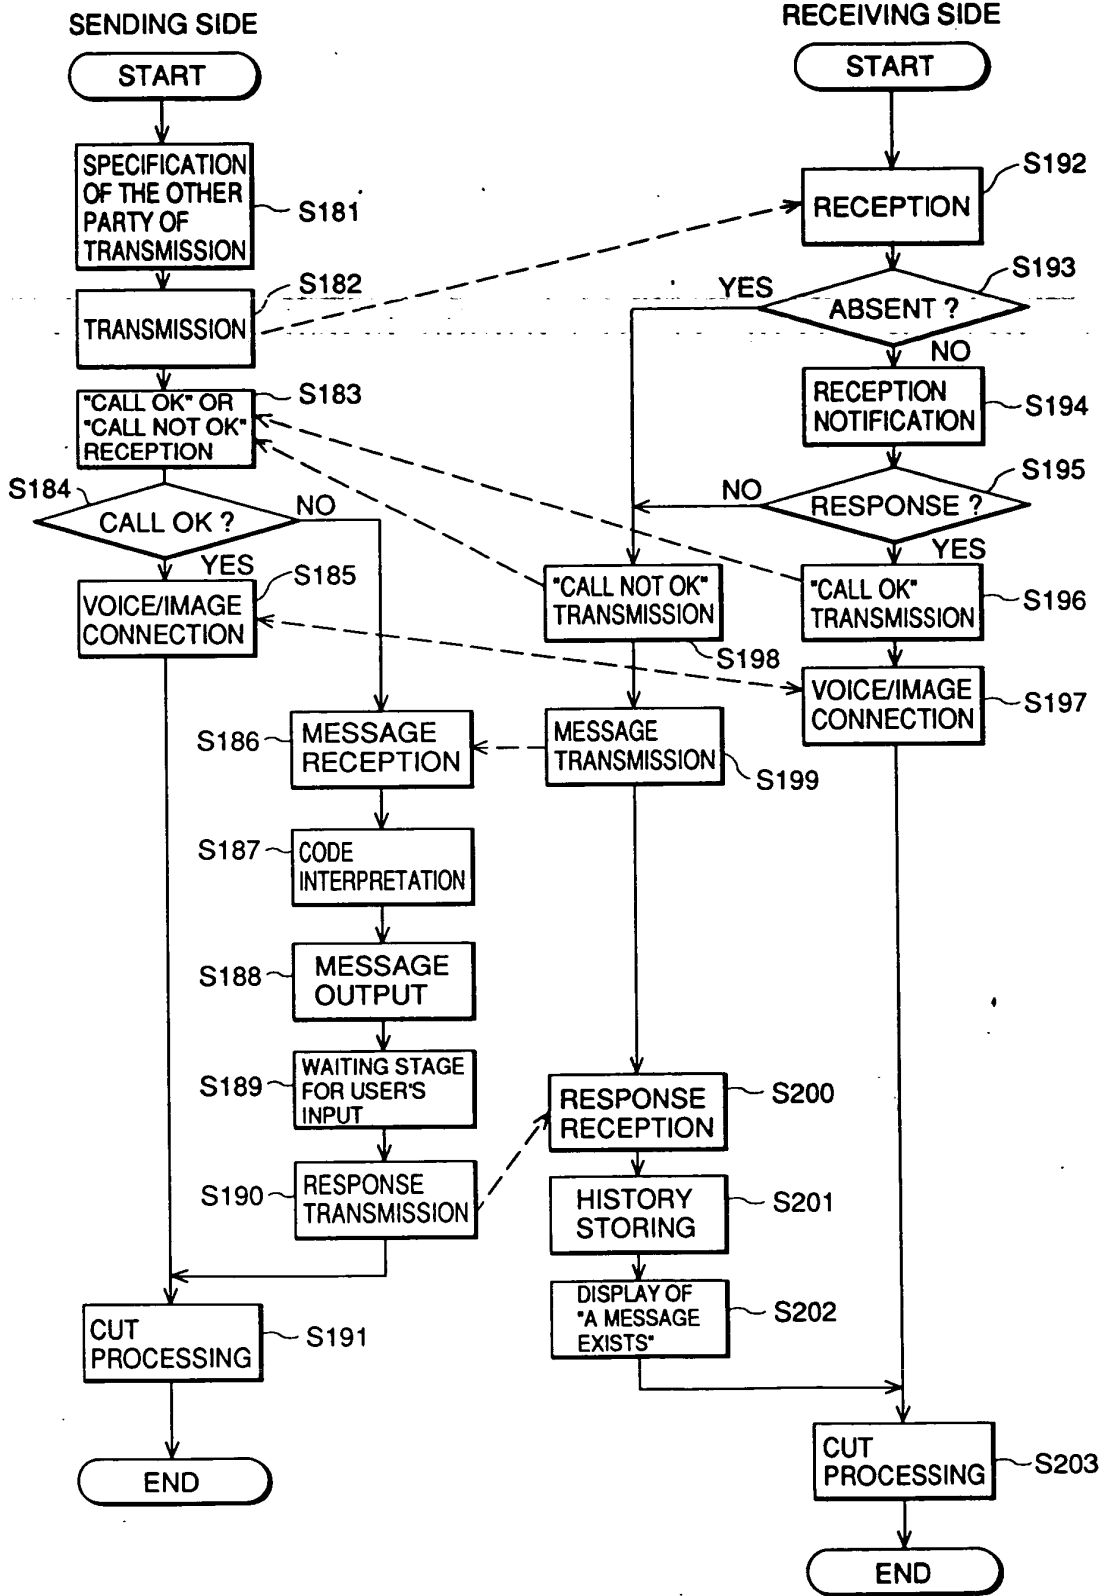 SENDING SIDE
START
SPECIFICATION
OF THE OTHER
PARTY OF
TRANSMISSION
S181
TRANSMISSION
S182
"CALL OK" OR
"CALL NOT OK"
RECEPTION
S183
S184
CALL OK ?
NO
YES
VOICE/IMAGE
CONNECTION
S185
S186
MESSAGE
RECEPTION
S187
CODE
INTERPRETATION
S188
MESSAGE
OUTPUT
S189
WAITING STAGE
FOR USER'S
INPUT
S190
RESPONSE
TRANSMISSION
CUT
PROCESSING
S191
END
RECEIVING SIDE
START
RECEPTION
S192
ABSENT ?
S193
YES
NO
RECEPTION
NOTIFICATION
S194
RESPONSE ?
S195
NO
YES
"CALL OK"
TRANSMISSION
S196
VOICE/IMAGE
CONNECTION
S197
"CALL NOT OK"
TRANSMISSION
S198
MESSAGE
TRANSMISSION
S199
RESPONSE
RECEPTION
S200
HISTORY
STORING
S201
DISPLAY OF
"A MESSAGE
EXISTS"
S202
CUT
PROCESSING
S203
END